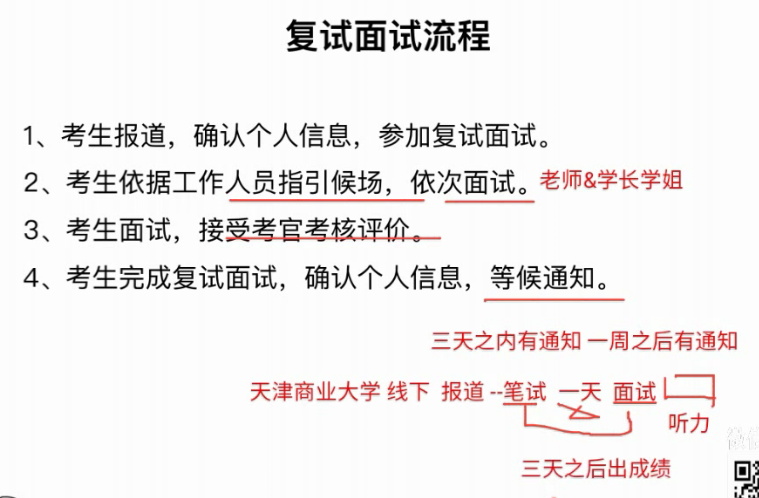 复试面试流程
1、考生报道，确认个人信息，参加复试面试。
2、考生依据工作人员指引候场，依次面试。老师&学长学姐
3、考生面试，接受考官考核评价。
4、考生完成复试面试，确认个人信息，等候通知。
三天之内有通知 一周之后有通知
天津商业大学 线下 报道 --笔试 一天 面试
听力
三天之后出成绩